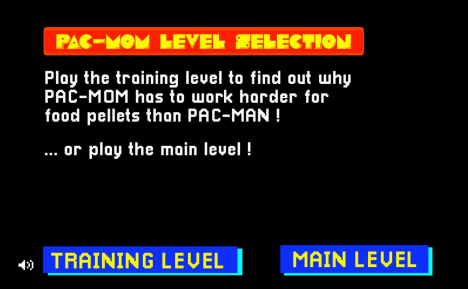 PAC-MOM LEVEL SELECTION
Play the training level to find out why
PAC-MOM has to work harder for
food pellets than PAC-MAN !
... or play the main level !
TRAINING LEVEL
MAIN LEVEL